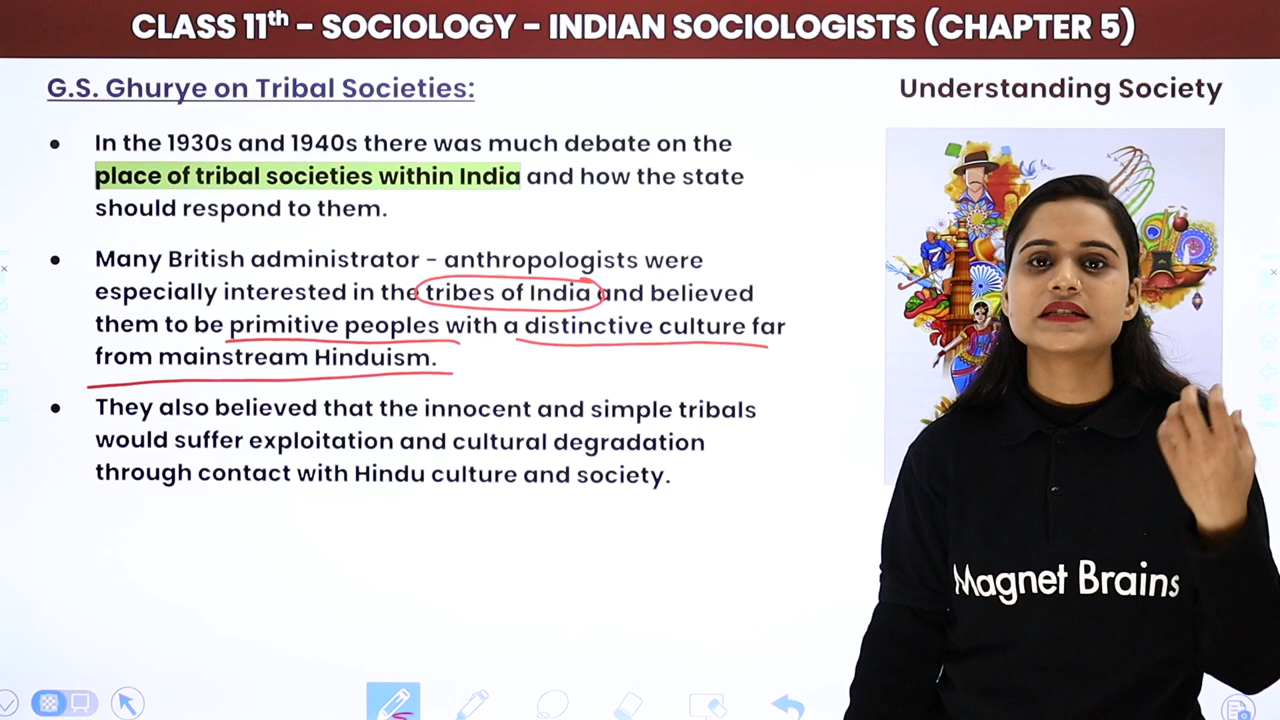 CLASS 11th - SOCIOLOGY - INDIAN SOCIOLOGISTS (CHAPTER 5)
G.S. Ghurye on Tribal Societies:
Understanding Society
• In the 1930s and 1940s there was much debate on the
place of tribal societies within India and how the state
should respond to them.
• Many British administrator - anthropologists were
especially interested in the tribes of India and believed
them to be primitive peoples with a distinctive culture far
from mainstream Hinduism.
• They also believed that the innocent and simple tribals
would suffer exploitation and cultural degradation
through contact with Hindu culture and society.
Magnet Brains